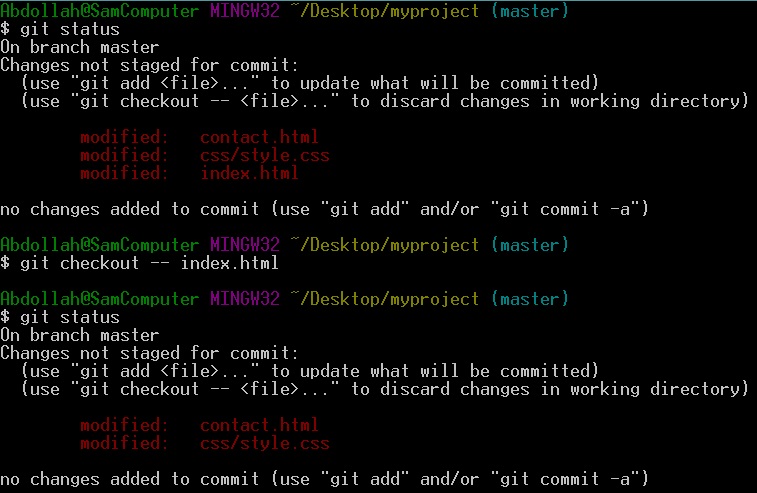 Abdollah@SamComputer MINGW32 ~/Desktop/myproject (master)
$ git status
On branch master
Changes not staged for commit:
  (use "git add <file>..." to update what will be committed)
  (use "git checkout -- <file>..." to discard changes in working directory)

        modified:   contact.html
        modified:   css/style.css
        modified:   index.html

no changes added to commit (use "git add" and/or "git commit -a")

Abdollah@SamComputer MINGW32 ~/Desktop/myproject (master)
$ git checkout -- index.html

Abdollah@SamComputer MINGW32 ~/Desktop/myproject (master)
$ git status
On branch master
Changes not staged for commit:
  (use "git add <file>..." to update what will be committed)
  (use "git checkout -- <file>..." to discard changes in working directory)

        modified:   contact.html
        modified:   css/style.css

no changes added to commit (use "git add" and/or "git commit -a")